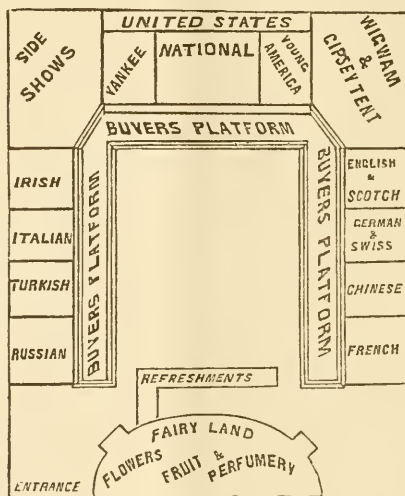 UNITED STATES
SIDE
SHOWS
YANKEE
NATIONAL
YOUNG
AMERICA
WIGWAM
&
GIPSEY TENT
BUYERS PLATFORM
BUYERS PLATFORM
BUYERS PLATFORM
IRISH
ITALIAN
TURKISH
RUSSIAN
ENGLISH
&
SCOTCH
GERMAN
&
SWISS
CHINESE
FRENCH
REFRESHMENTS
FAIRY LAND
FLOWERS
FRUIT &
PERFUMERY
ENTRANCE